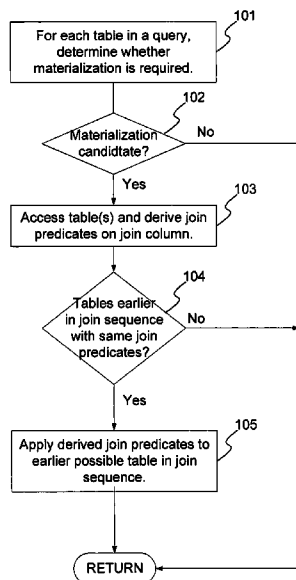 101
For each table in a query,
determine whether
materialization is required.
102
Materialization
candtidate?
No
Yes
103
Access table(s) and derive join
predicates on join column.
104
Tables earlier
in join sequence
with same join
predicates?
No
Yes
105
Apply derived join predicates to
earlier possible table in join
sequence.
RETURN